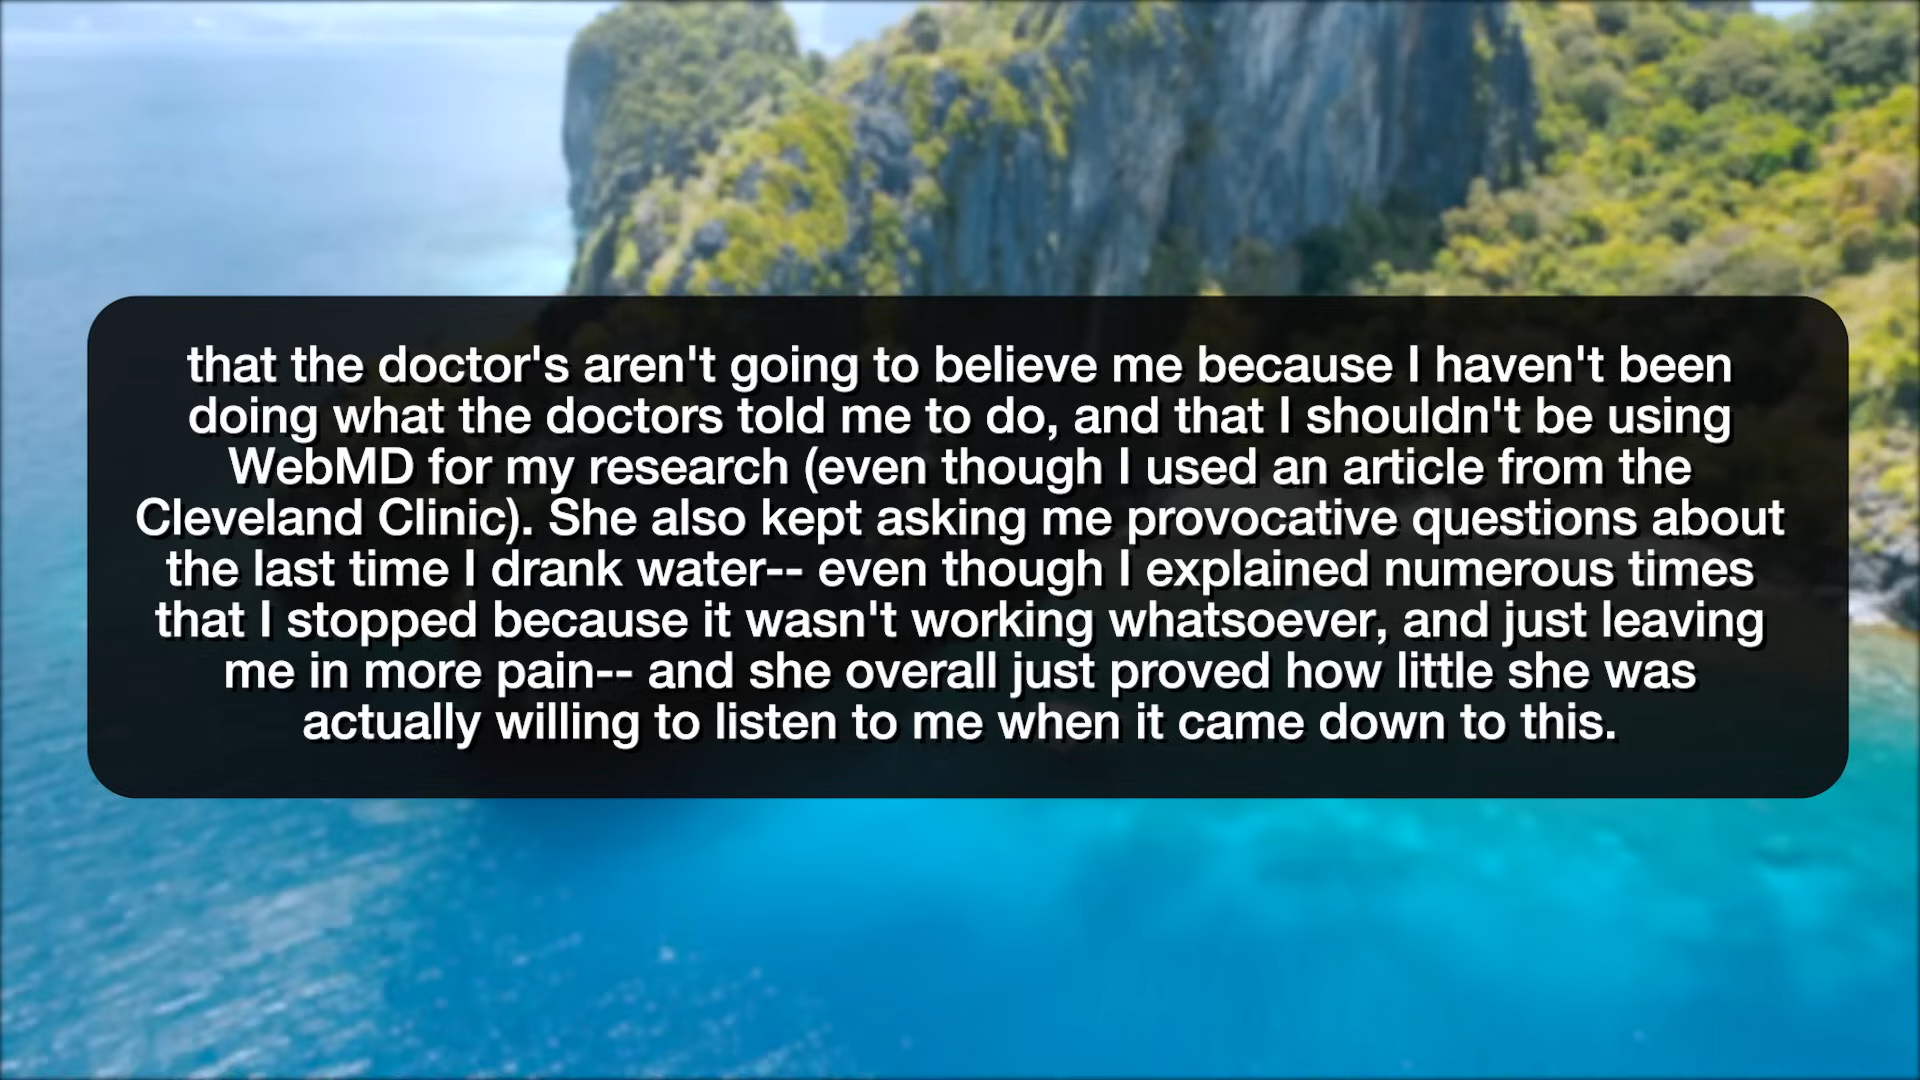 that the doctor's aren't going to believe me because I haven't been
doing what the doctors told me to do, and that I shouldn't be using
WebMD for my research (even though I used an article from the
Cleveland Clinic). She also kept asking me provocative questions about
the last time I drank water-- even though I explained numerous times
that I stopped because it wasn't working whatsoever, and just leaving
me in more pain-- and she overall just proved how little she was
actually willing to listen to me when it came down to this.